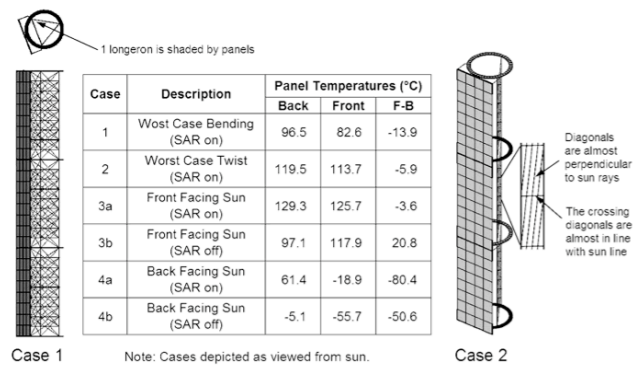 1 longeron is shaded by panels
Case Description Panel Temperatures (°C)
Back Front F-B
1 Wost Case Bending (SAR on) 96.5 82.6 -13.9
2 Worst Case Twist (SAR on) 119.5 113.7 -5.9
3a Front Facing Sun (SAR on) 129.3 125.7 -3.6
3b Front Facing Sun (SAR off) 97.1 117.9 20.8
4a Back Facing Sun (SAR on) 61.4 -18.9 -80.4
4b Back Facing Sun (SAR off) -5.1 -55.7 -50.6
Diagonals
are almost
perpendicular
to sun rays
The crossing
diagonals are
almost in line
with sun line
Case 1
Note: Cases depicted as viewed from sun.
Case 2